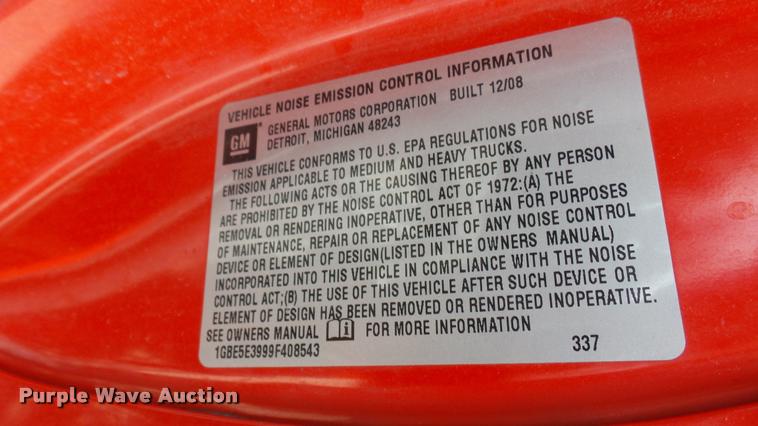 VEHICLE NOISE EMISSION CONTROL INFORMATION
GM
® GENERAL MOTORS CORPORATION BUILT 12/08
DETROIT, MICHIGAN 48243
THIS VEHICLE CONFORMS TO U.S. EPA REGULATIONS FOR NOISE
EMISSION APPLICABLE TO MEDIUM AND HEAVY TRUCKS.
THE FOLLOWING ACTS OR THE CAUSING THEREOF BY ANY PERSON
ARE PROHIBITED BY THE NOISE CONTROL ACT OF 1972:(A) THE
REMOVAL OR RENDERING INOPERATIVE, OTHER THAN FOR PURPOSES
OF MAINTENANCE, REPAIR OR REPLACEMENT OF ANY NOISE CONTROL
DEVICE OR ELEMENT OF DESIGN(LISTED IN THE OWNERS MANUAL)
INCORPORATED INTO THIS VEHICLE IN COMPLIANCE WITH THE NOISE
CONTROL ACT;(B) THE USE OF THIS VEHICLE AFTER SUCH DEVICE OR
ELEMENT OF DESIGN HAS BEEN REMOVED OR RENDERED INOPERATIVE.
SEE OWNERS MANUAL i FOR MORE INFORMATION
1GBE5E3999F408543 337
Purple Wave Auction